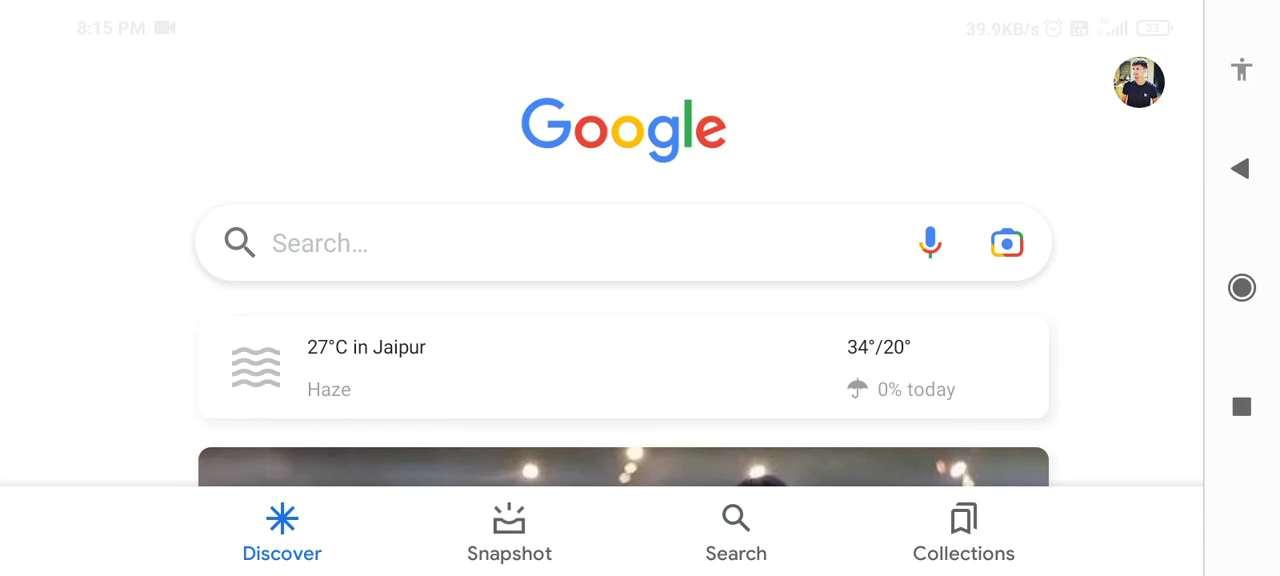 8:15 PM
39.9KB/s
33
Google
Search...
27°C in Jaipur
34°/20°
Haze
0% today
Discover
Snapshot
Search
Collections